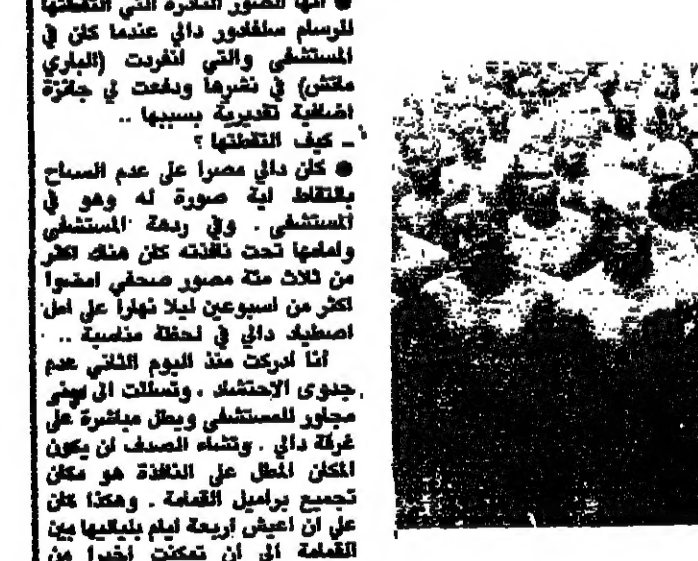 ● انها الصور النادرة التي التقطتها
للرسام سلفادور دالي عندما كان في
المستشفى والتي انفردت (الباري
ماتش) في نشرها ودفعت لي جائزة
اضافية تقديرية بسببها ..
ـ كيف التقطتها ؟
● كان دالي مصرا على عدم السماح
بالتقاط اية صورة له وهو في
المستشفى . وفي ردهة المستشفى
وامامها تحت نافذته كان هناك اكثر
من ثلاث مئة مصور صحفي امضوا
اكثر من اسبوعين ليلا نهارا على امل
اصطياد دالي في لحظة مناسبة ..
انا ادركت منذ اليوم الثاني عدم
جدوى الاحتشاد . وتسللت الى مبنى
مجاور للمستشفى ويطل مباشرة على
غرفة دالي . وتشاء الصدف ان يكون
المكان المطل على النافذة هو مكان
تجميع براميل القمامة . وهكذا كان
علي ان اعيش اربعة ايام بلياليها بين
القمامة الى ان تمكنت اخيرا من